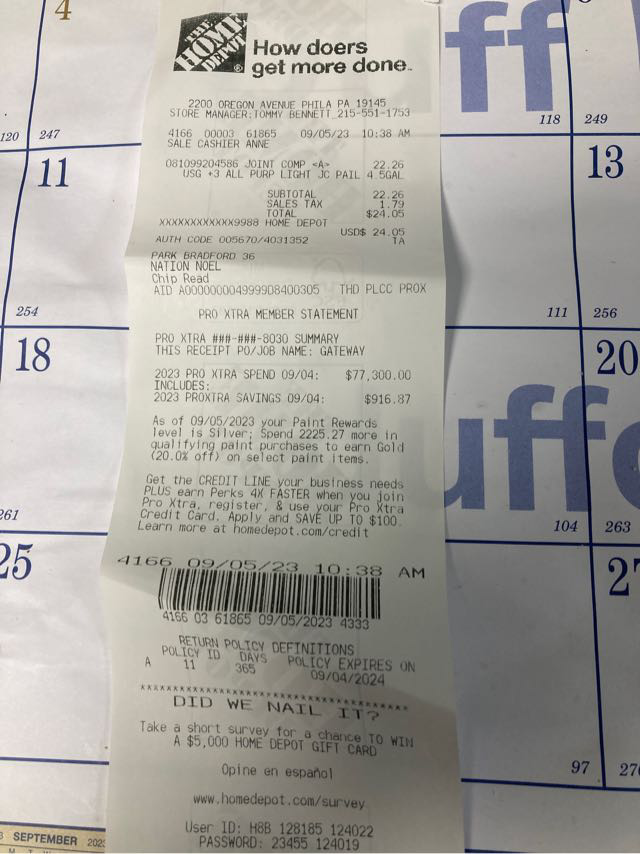 4
ff
120
247
118
249
11
13
254
111
256
18
20
uffo
261
104
263
25
27
97
270
SEPTEMBER
THE
HOME
DEPOT
®
How doers
get more done™
2200 OREGON AVENUE PHILA PA 19145
STORE MANAGER:TOMMY BENNETT 215-551-1753
4166 00003 61865 09/05/23 10:38 AM
SALE CASHIER ANNE
081099204586 JOINT COMP <A> 22.26
USG +3 ALL PURP LIGHT JC PAIL 4.5GAL
SUBTOTAL 22.26
SALES TAX 1.79
TOTAL $24.05
XXXXXXXXXXXX9988 HOME DEPOT
USD$ 24.05
AUTH CODE 005670/4031352 TA
PARK BRADFORD 36
NATION NOEL
Chip Read
AID A000000004999908400305 THD PLCC PROX
PRO XTRA MEMBER STATEMENT
PRO XTRA ###-###-8030 SUMMARY
THIS RECEIPT PO/JOB NAME: GATEWAY
2023 PRO XTRA SPEND 09/04: $77,300.00
INCLUDES:
2023 PROXTRA SAVINGS 09/04: $916.87
As of 09/05/2023 your Paint Rewards
level is Silver; Spend 2225.27 more in
qualifying paint purchases to earn Gold
(20.0% off) on select paint items.
Get the CREDIT LINE your business needs
PLUS earn Perks 4X FASTER when you join
Pro Xtra, register, & use your Pro Xtra
Credit Card. Apply and SAVE UP TO $100.
Learn more at homedepot.com/credit
4166 09/05/23 10:38 AM
4166 03 61865 09/05/2023 4333
RETURN POLICY DEFINITIONS
POLICY ID DAYS POLICY EXPIRES ON
A 11 365 09/04/2024
DID WE NAIL IT?
Take a short survey for a chance TO WIN
A $5,000 HOME DEPOT GIFT CARD
Opine en español
www.homedepot.com/survey
User ID: H8B 128185 124022
PASSWORD: 23455 124019